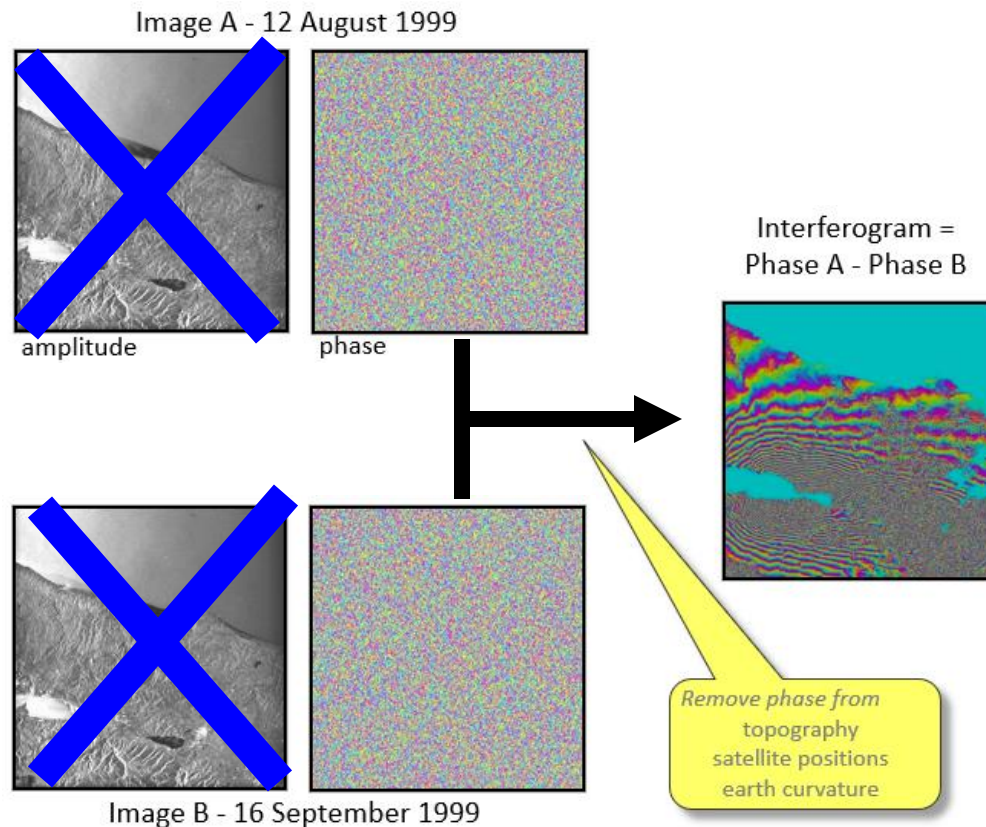 Image A - 12 August 1999
amplitude
phase
Interferogram =
Phase A - Phase B
Remove phase from
topography
satellite positions
earth curvature
Image B - 16 September 1999